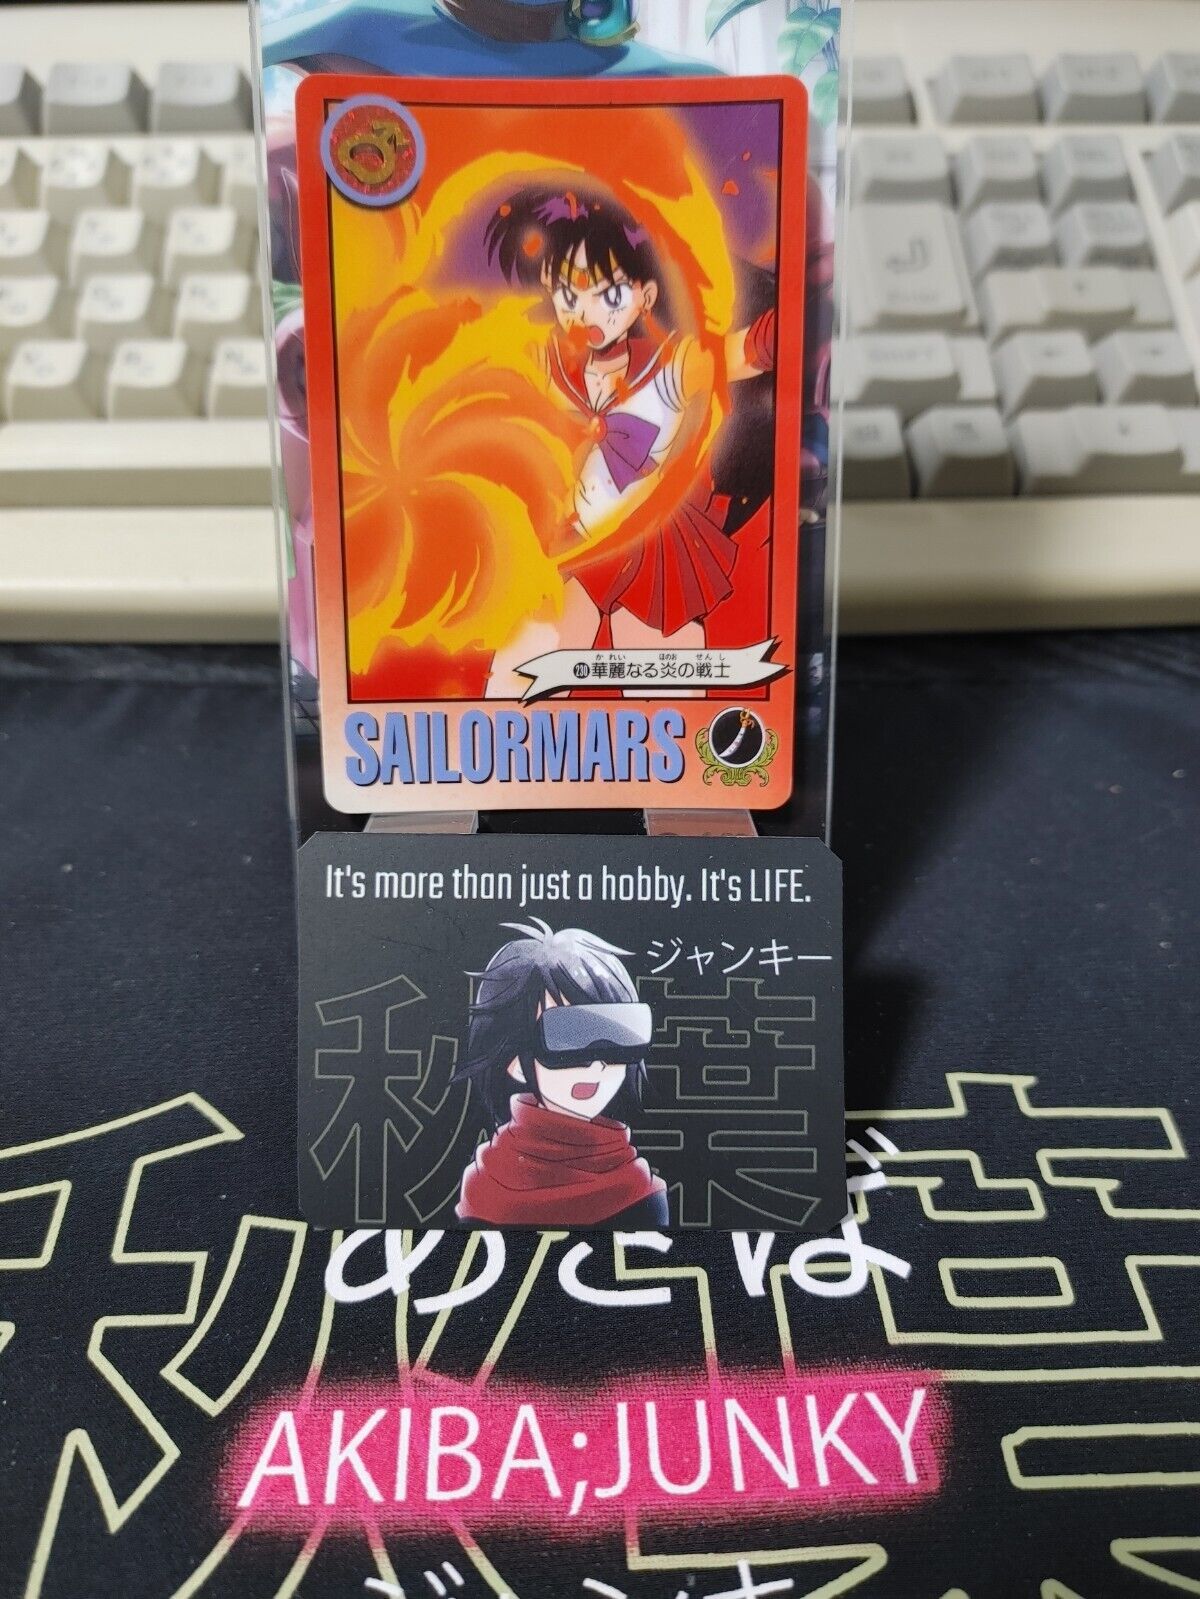 かれい ほのお せんし
230 華麗なる炎の戦士
SAILORMARS
It's more than just a hobby. It's LIFE.
ジャンキー
秋葉
あきば
秋葉
AKIBA;JUNKY